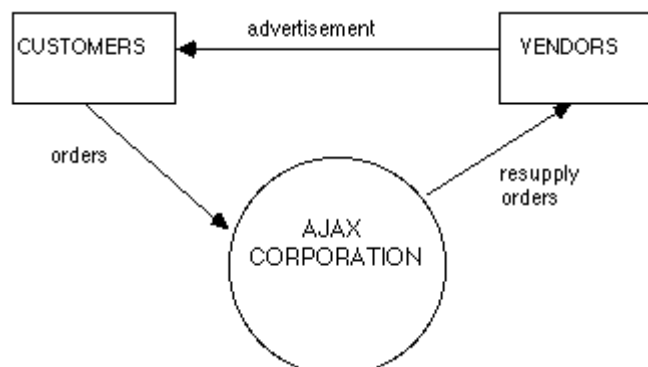 advertisement
CUSTOMERS
VENDORS
orders
resupply
orders
AJAX
CORPORATION